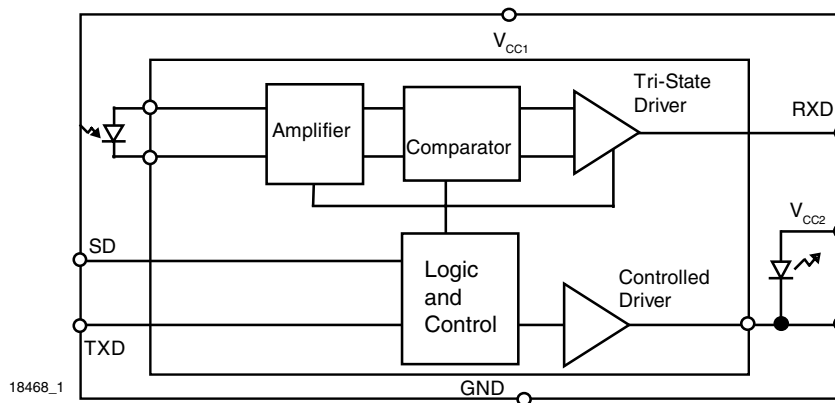 V_CC1
Tri-State
Driver
RXD
Amplifier
Comparator
V_CC2
SD
Logic
and
Control
Controlled
Driver
TXD
18468_1
GND